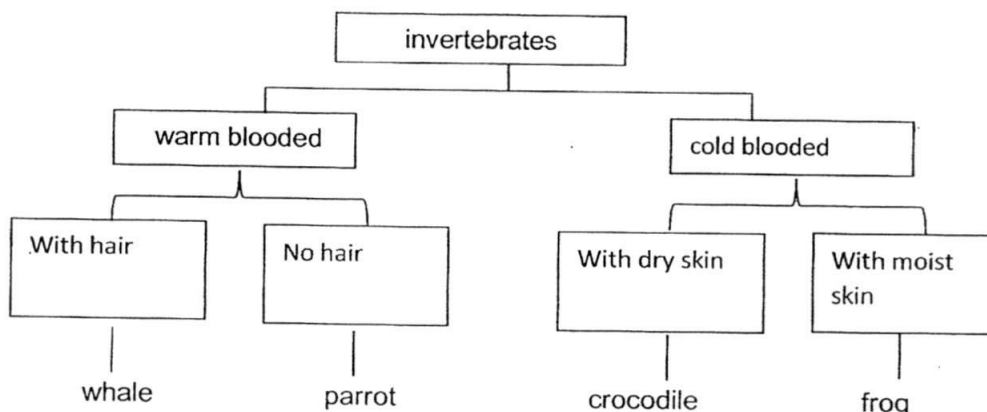 invertebrates
warm blooded
cold blooded
With hair
No hair
With dry skin
With moist
skin
whale
parrot
crocodile
frog